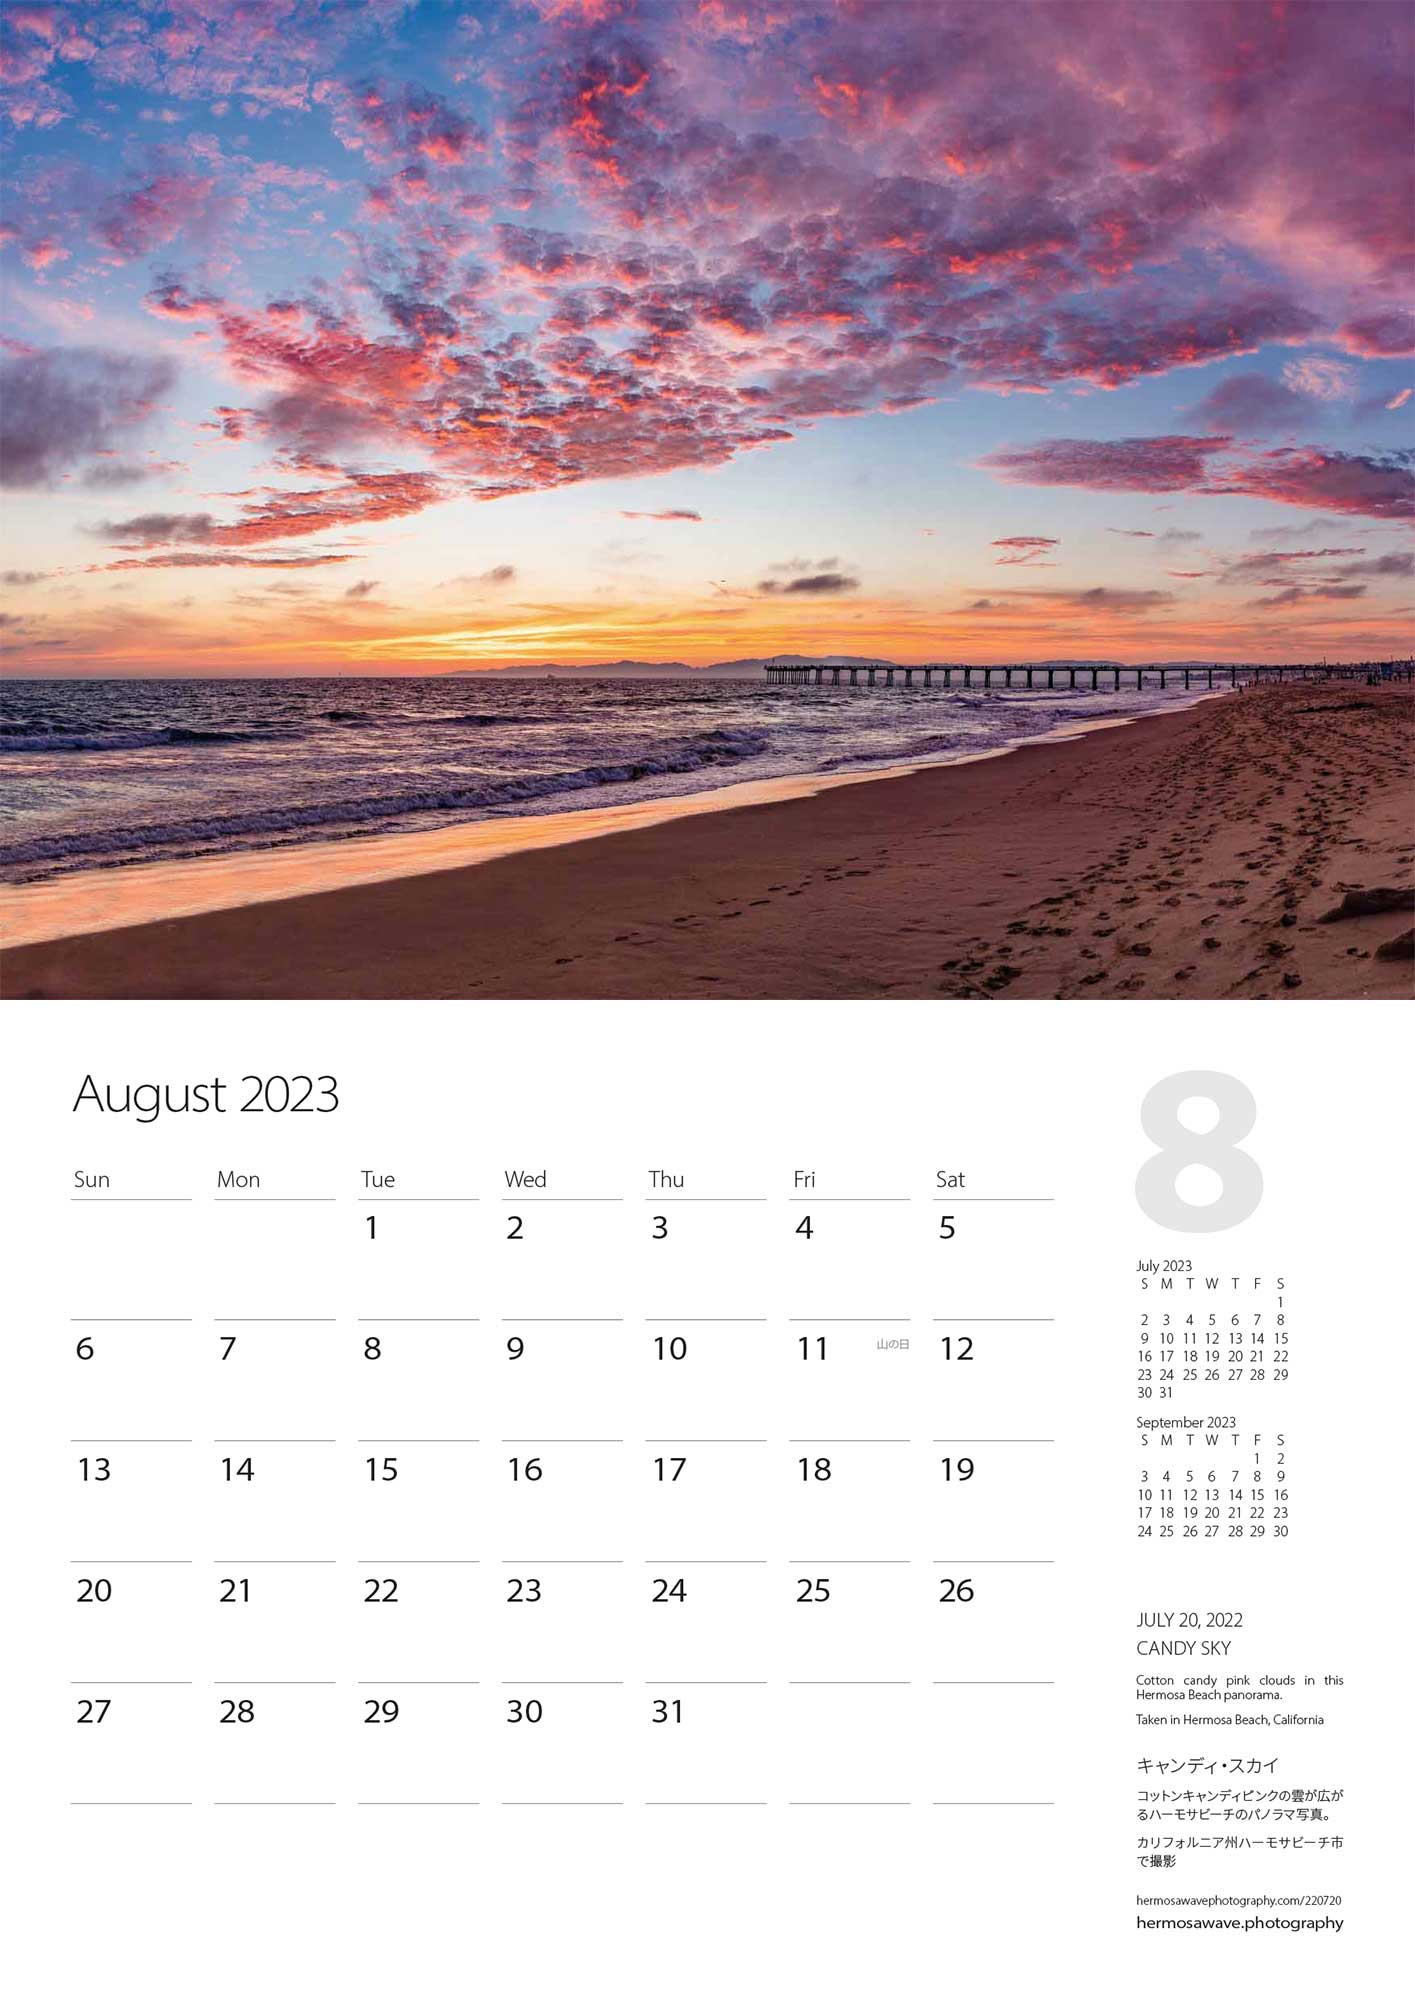 August 2023
8
Sun Mon Tue Wed Thu Fri Sat
1 2 3 4 5
6 7 8 9 10 11 山の日 12
13 14 15 16 17 18 19
20 21 22 23 24 25 26
27 28 29 30 31
July 2023
S M T W T F S
1
2 3 4 5 6 7 8
9 10 11 12 13 14 15
16 17 18 19 20 21 22
23 24 25 26 27 28 29
30 31
September 2023
S M T W T F S
1 2
3 4 5 6 7 8 9
10 11 12 13 14 15 16
17 18 19 20 21 22 23
24 25 26 27 28 29 30
JULY 20, 2022
CANDY SKY
Cotton candy pink clouds in this
Hermosa Beach panorama.
Taken in Hermosa Beach, California
キャンディ・スカイ
コットンキャンディピンクの雲が広が
るハーモサビーチのパノラマ写真。
カリフォルニア州ハーモサビーチ市
で撮影
hermosawavephotography.com/220720
hermosawave.photography